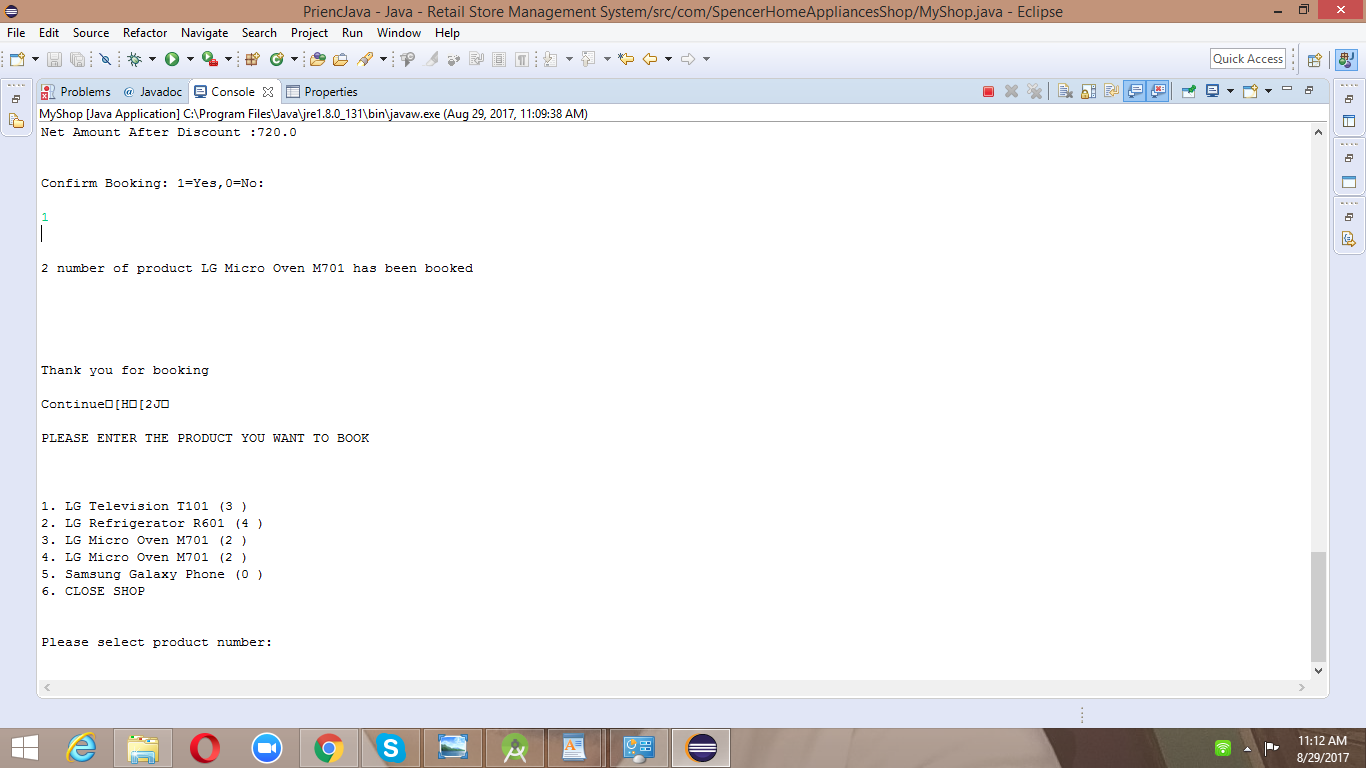 PriencJava - Java - Retail Store Management System/src/com/SpencerHomeAppliancesShop/MyShop.java - Eclipse
File Edit Source Refactor Navigate Search Project Run Window Help
Quick Access
Problems @ Javadoc Console Properties
MyShop [Java Application] C:\Program Files\Java\jre1.8.0_131\bin\javaw.exe (Aug 29, 2017, 11:09:38 AM)
Net Amount After Discount :720.0
Confirm Booking: 1=Yes,0=No:
1
2 number of product LG Micro Oven M701 has been booked
Thank you for booking
Continue□[H□[2J□
PLEASE ENTER THE PRODUCT YOU WANT TO BOOK
1. LG Television T101 (3 )
2. LG Refrigerator R601 (4 )
3. LG Micro Oven M701 (2 )
4. LG Micro Oven M701 (2 )
5. Samsung Galaxy Phone (0 )
6. CLOSE SHOP
Please select product number:
11:12 AM
8/29/2017